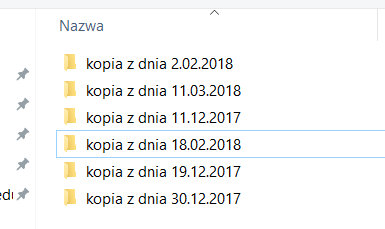 Nazwa
kopia z dnia 2.02.2018
kopia z dnia 11.03.2018
kopia z dnia 11.12.2017
kopia z dnia 18.02.2018
kopia z dnia 19.12.2017
edu
kopia z dnia 30.12.2017